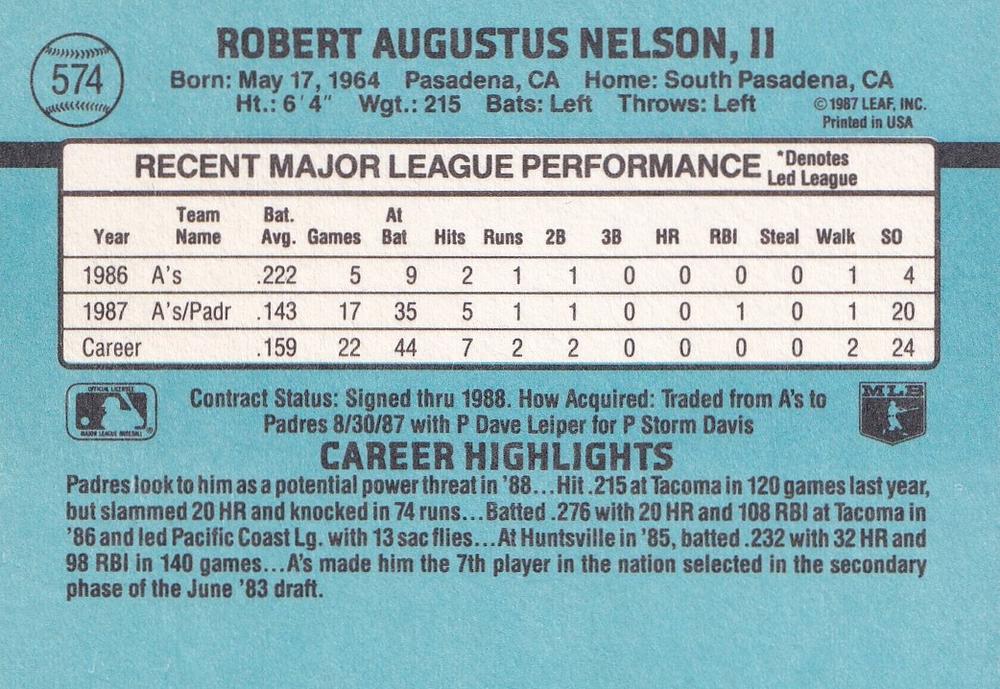 574
ROBERT AUGUSTUS NELSON, II
Born: May 17, 1964 Pasadena, CA Home: South Pasadena, CA
Ht.: 6'4" Wgt.: 215 Bats: Left Throws: Left
©1987 LEAF, INC.
Printed in USA
RECENT MAJOR LEAGUE PERFORMANCE *Denotes Led League
Year Team Name Bat. Avg. Games At Bat Hits Runs 2B 3B HR RBI Steal Walk SO
1986 A's .222 5 9 2 1 1 0 0 0 0 1 4
1987 A's/Padr .143 17 35 5 1 1 0 0 1 0 1 20
Career .159 22 44 7 2 2 0 0 0 0 2 24
OFFICIAL LICENSEE
MAJOR LEAGUE BASEBALL
®
Contract Status: Signed thru 1988. How Acquired: Traded from A's to
Padres 8/30/87 with P Dave Leiper for P Storm Davis
MLB
CAREER HIGHLIGHTS
Padres look to him as a potential power threat in '88...Hit .215 at Tacoma in 120 games last year,
but slammed 20 HR and knocked in 74 runs...Batted .276 with 20 HR and 108 RBI at Tacoma in
'86 and led Pacific Coast Lg. with 13 sac flies...At Huntsville in '85, batted .232 with 32 HR and
98 RBI in 140 games...A's made him the 7th player in the nation selected in the secondary
phase of the June '83 draft.